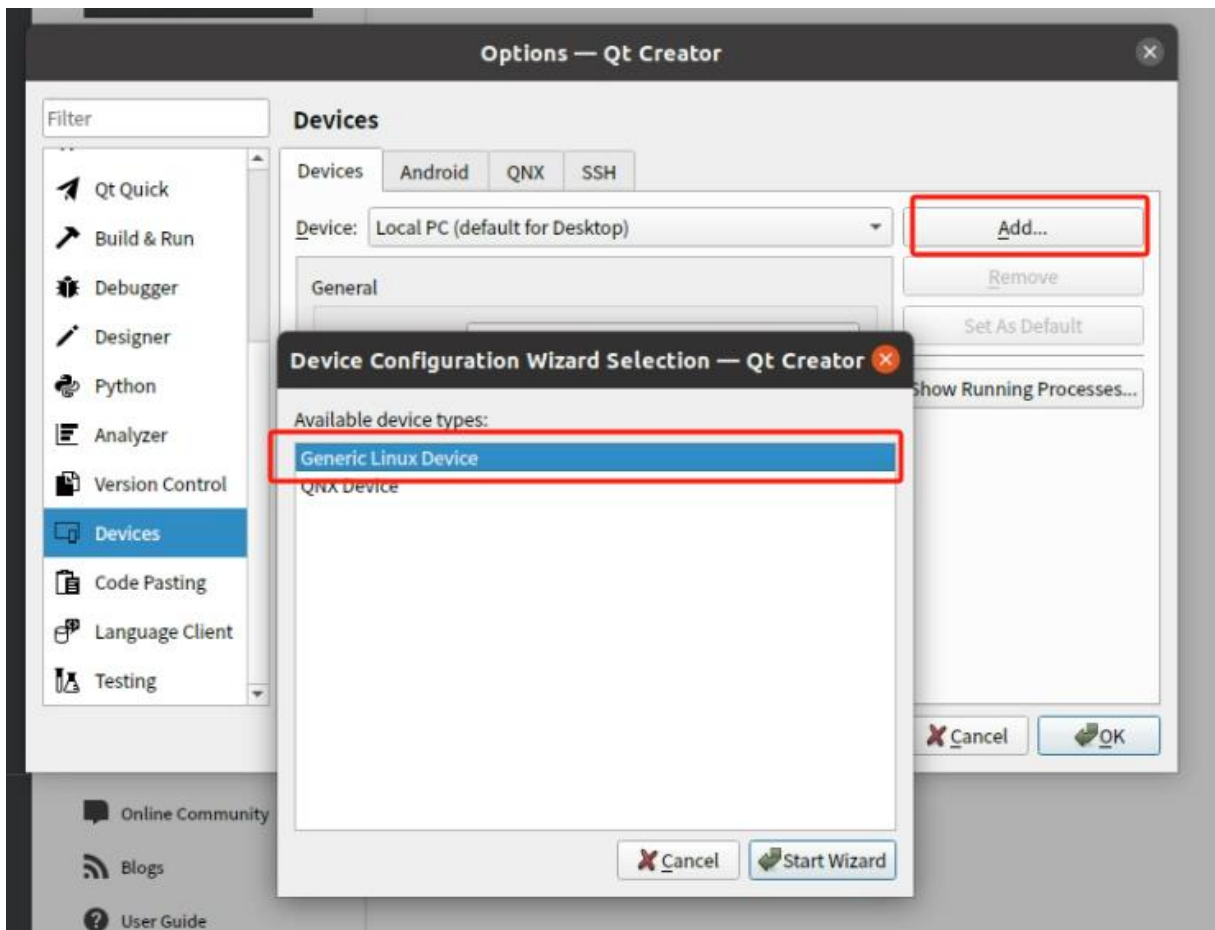 Options — Qt Creator
Filter
Devices
Qt Quick
Build & Run
Debugger
Designer
Python
Analyzer
Version Control
Devices
Code Pasting
Language Client
Testing
Devices
Android
QNX
SSH
Device:
Local PC (default for Desktop)
Add...
General
Remove
Set As Default
Show Running Processes...
Device Configuration Wizard Selection — Qt Creator
Available device types:
Generic Linux Device
QNX Device
Cancel
Start Wizard
Cancel
OK
Online Community
Blogs
User Guide